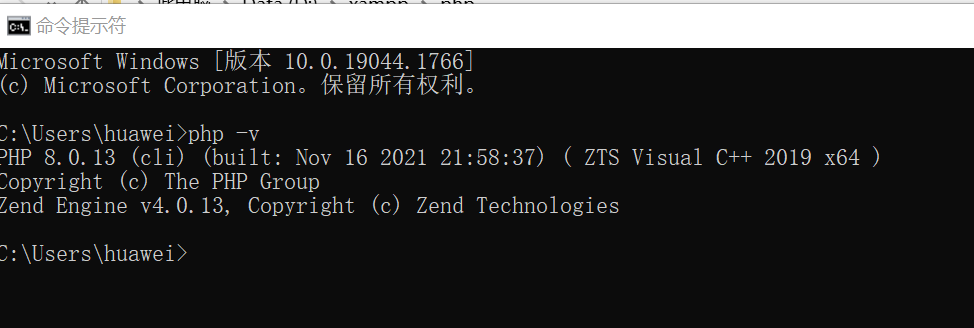 命令提示符
Microsoft Windows [版本 10.0.19044.1766]
(c) Microsoft Corporation。保留所有权利。
C:\Users\huawei>php -v
PHP 8.0.13 (cli) (built: Nov 16 2021 21:58:37) ( ZTS Visual C++ 2019 x64 )
Copyright (c) The PHP Group
Zend Engine v4.0.13, Copyright (c) Zend Technologies
C:\Users\huawei>